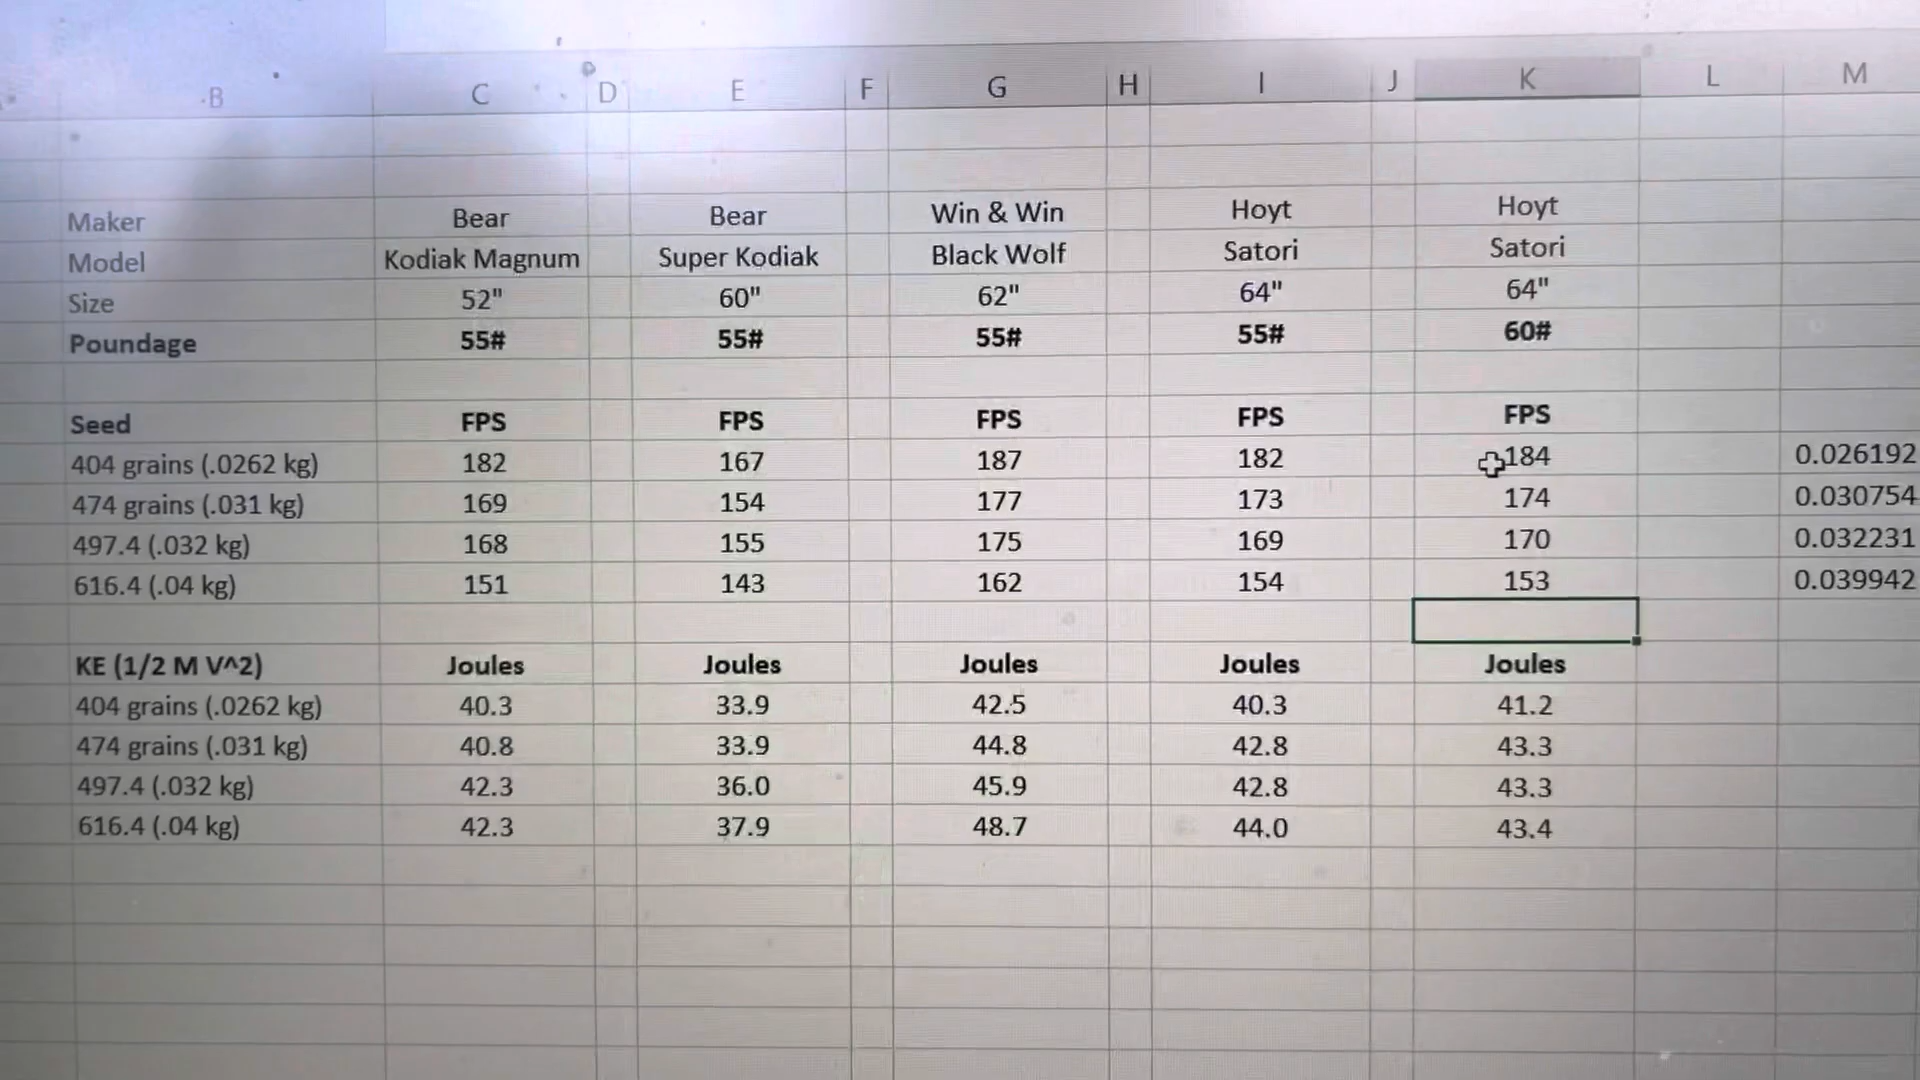 B C D E F G H I J K L M
Maker Bear Bear Win & Win Hoyt Hoyt
Model Kodiak Magnum Super Kodiak Black Wolf Satori Satori
Size 52" 60" 62" 64" 64"
Poundage 55# 55# 55# 55# 60#
Seed FPS FPS FPS FPS FPS
404 grains (.0262 kg) 182 167 187 182 184 0.026192
474 grains (.031 kg) 169 154 177 173 174 0.030754
497.4 (.032 kg) 168 155 175 169 170 0.032231
616.4 (.04 kg) 151 143 162 154 153 0.039942
KE (1/2 M V^2) Joules Joules Joules Joules Joules
404 grains (.0262 kg) 40.3 33.9 42.5 40.3 41.2
474 grains (.031 kg) 40.8 33.9 44.8 42.8 43.3
497.4 (.032 kg) 42.3 36.0 45.9 42.8 43.3
616.4 (.04 kg) 42.3 37.9 48.7 44.0 43.4